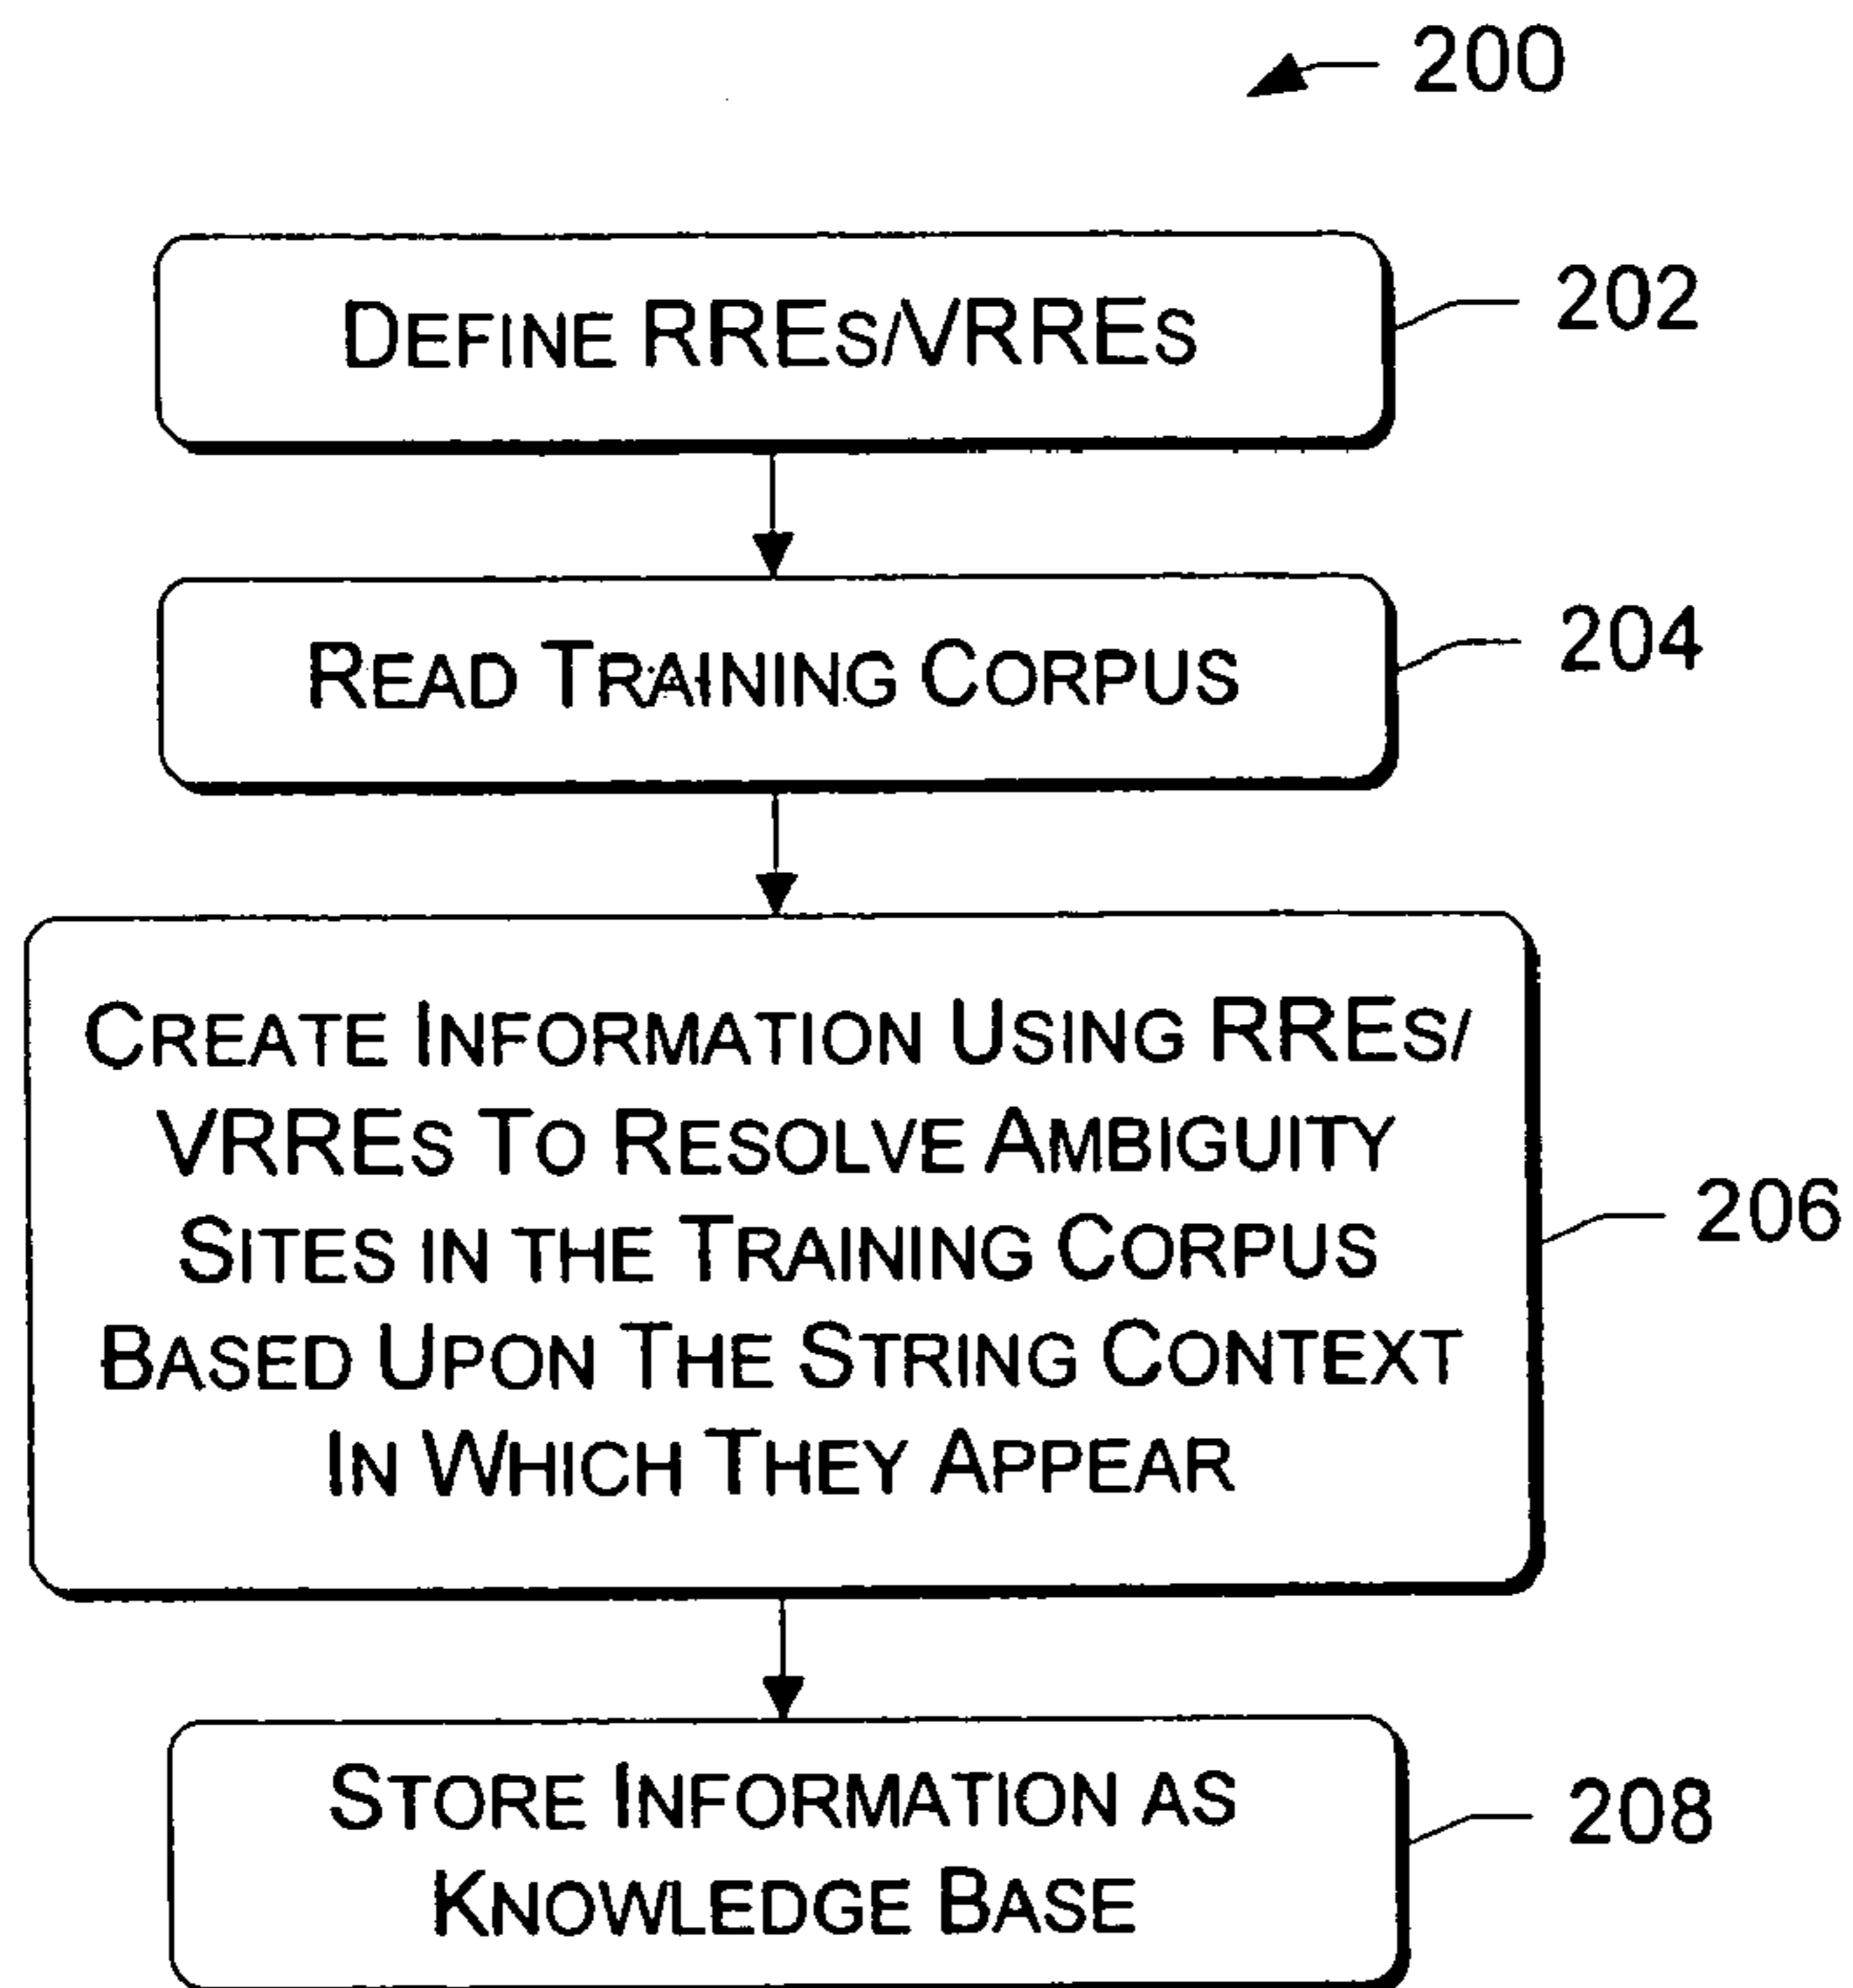 200
DEFINE RRES/VRRES
202
READ TRAINING CORPUS
204
CREATE INFORMATION USING RRES/
VRRES TO RESOLVE AMBIGUITY
SITES IN THE TRAINING CORPUS
BASED UPON THE STRING CONTEXT
IN WHICH THEY APPEAR
206
STORE INFORMATION AS
KNOWLEDGE BASE
208